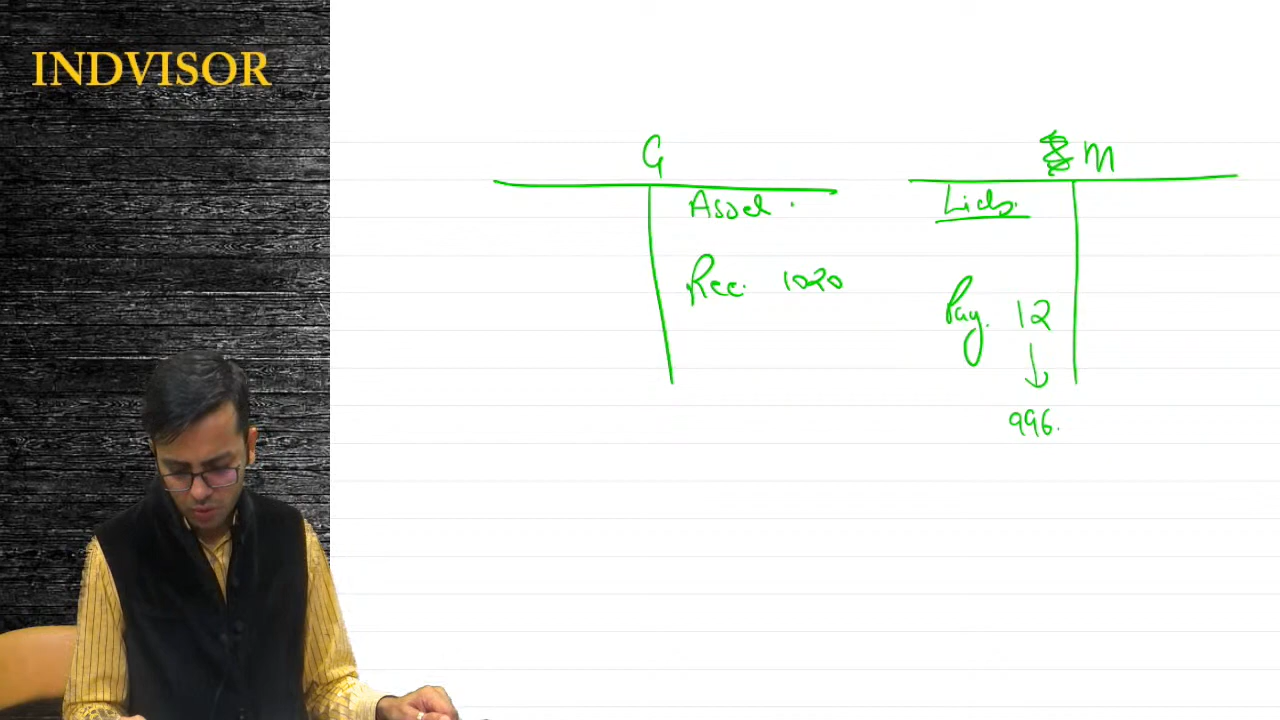 INDVISOR
G
M
Asset.
Liab.
Rec. 1020
Pay. 12
996.